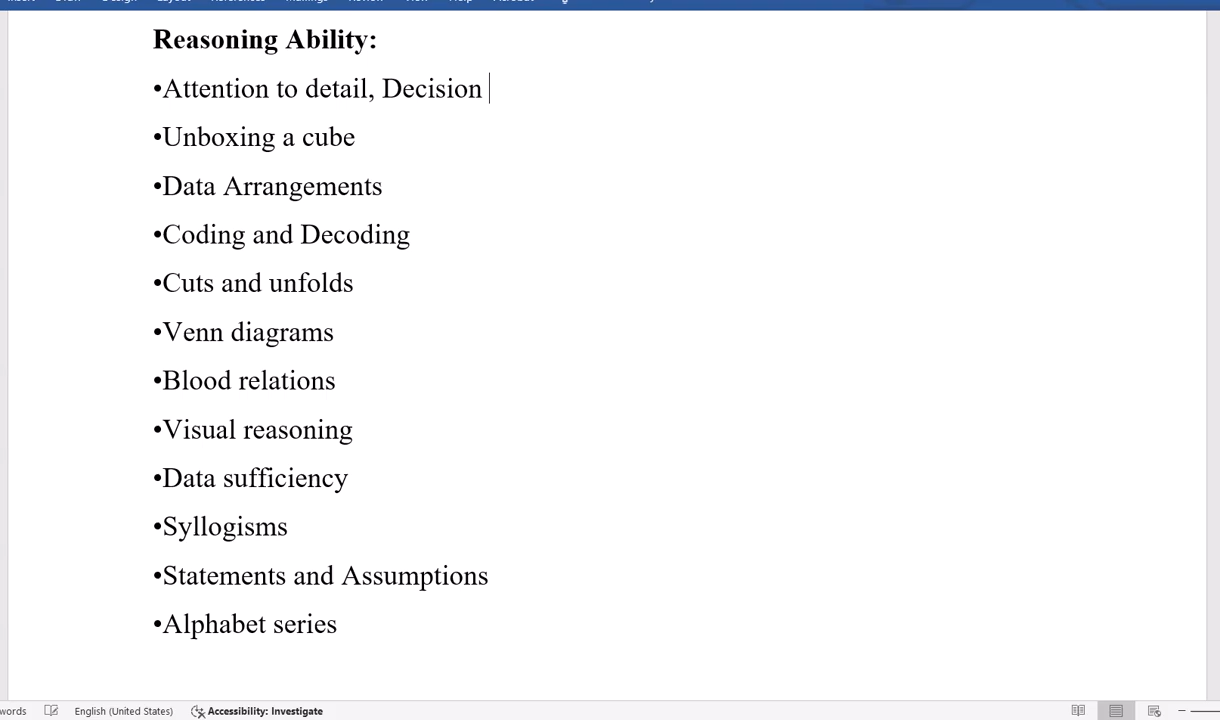 Reasoning Ability:
•Attention to detail, Decision
•Unboxing a cube
•Data Arrangements
•Coding and Decoding
•Cuts and unfolds
•Venn diagrams
•Blood relations
•Visual reasoning
•Data sufficiency
•Syllogisms
•Statements and Assumptions
•Alphabet series
words English (United States) Accessibility: Investigate